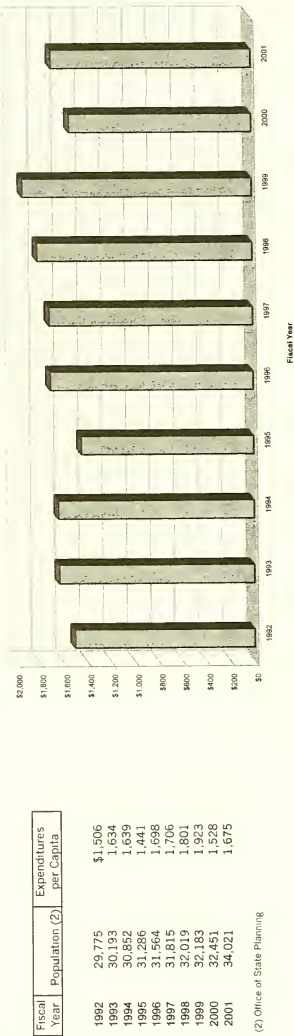 Fiscal Year | Population (2) | Expenditures per Capita
1992 29,775 $1,506
1993 30,193 1,634
1994 30,852 1,639
1995 31,286 1,441
1996 31,564 1,698
1997 31,815 1,706
1998 32,019 1,801
1999 32,183 1,923
2000 32,451 1,528
2001 34,021 1,675
(2) Office of State Planning
$2,000
$1,800
$1,600
$1,400
$1,200
$1,000
$800
$600
$400
$200
$0
1992 1993 1994 1995 1996 1997 1998 1999 2000 2001
Fiscal Year